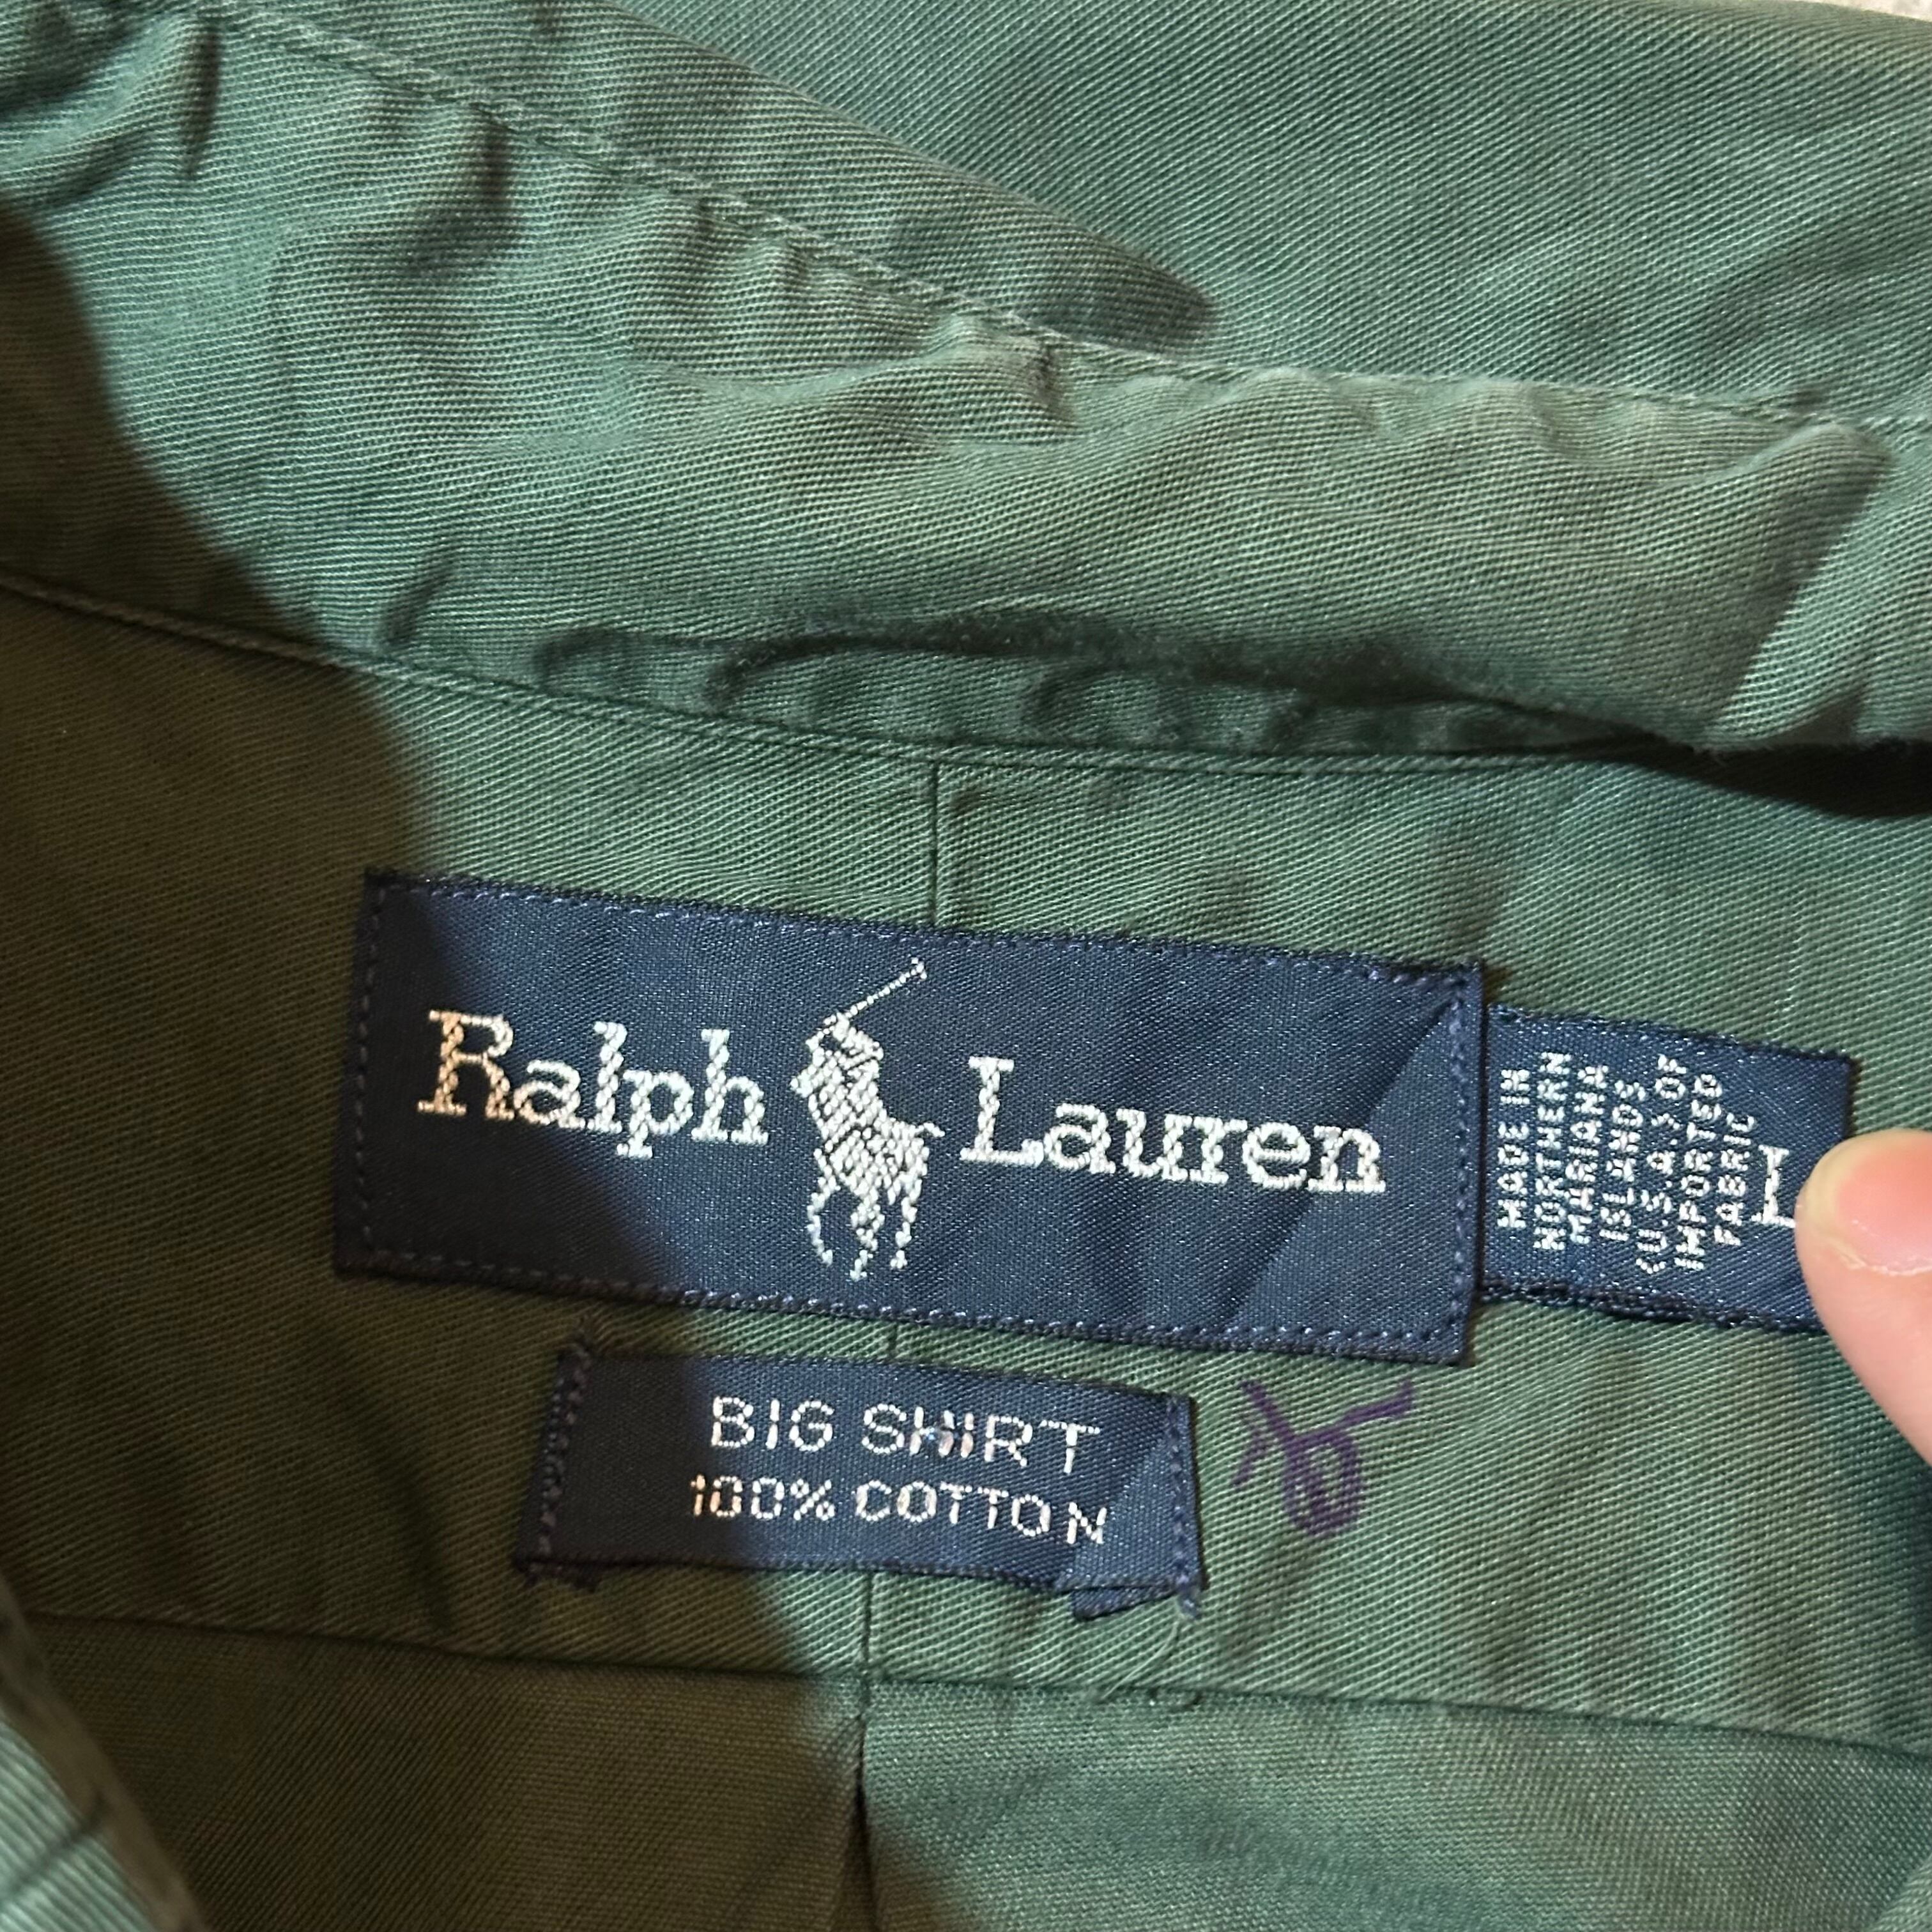 Ralph Lauren
MADE IN
NORTHERN
MARIANA
ISLANDS
(U.S.A.) OF
IMPORTED
FABRIC
L
BIG SHIRT
100% COTTON